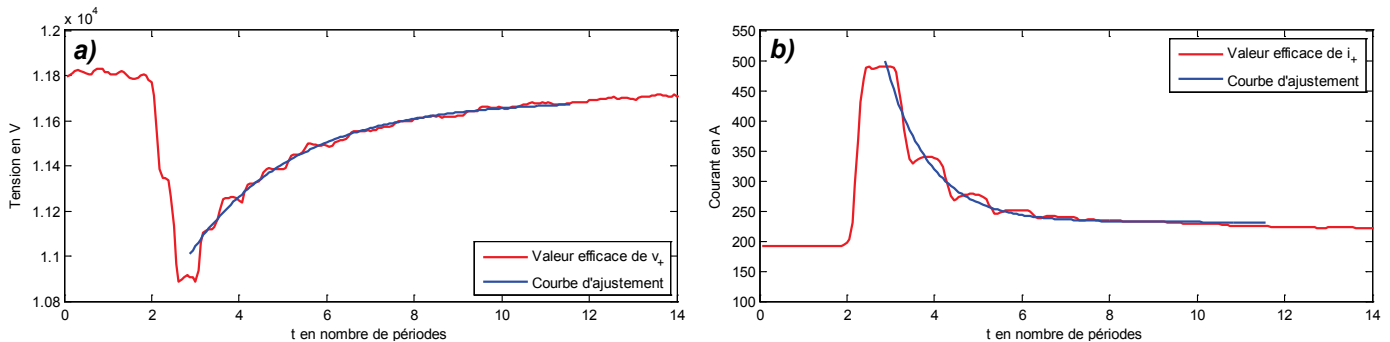 x 10^4
1.2
1.18
1.16
1.14
1.12
1.1
1.08
Tension en V
a)
Valeur efficace de v_+
Courbe d'ajustement
0 2 4 6 8 10 12 14
t en nombre de périodes
550
500
450
400
350
300
250
200
150
100
Courant en A
b)
Valeur efficace de i_+
Courbe d'ajustement
0 2 4 6 8 10 12 14
t en nombre de périodes